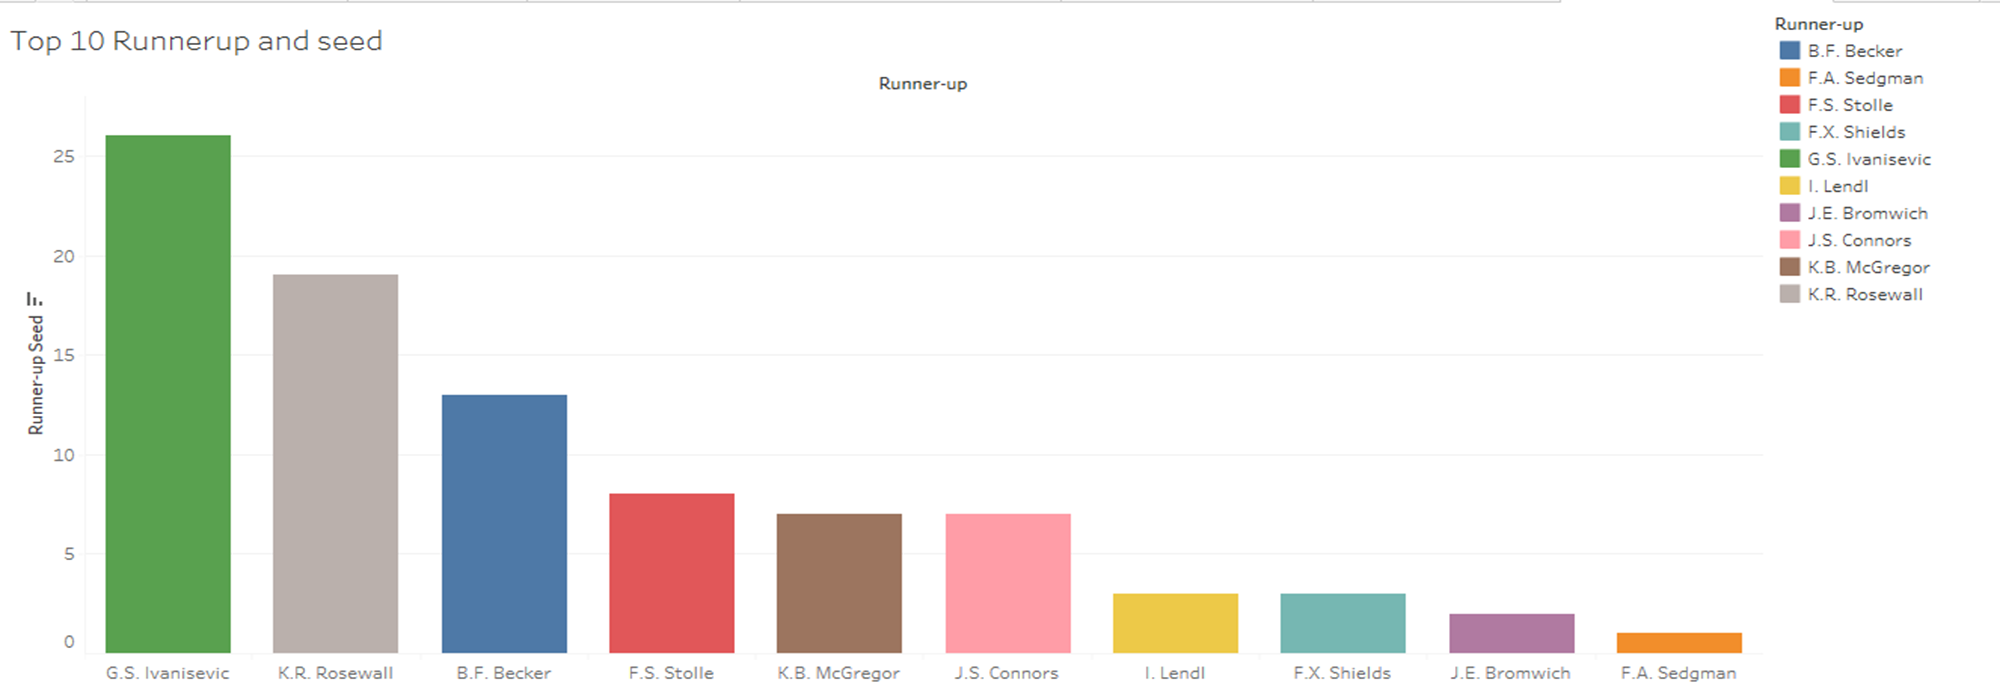 Top 10 Runnerup and seed
Runner-up
Runner-up Seed
25
20
15
10
5
0
G.S. Ivanisevic K.R. Rosewall B.F. Becker F.S. Stolle K.B. McGregor J.S. Connors I. Lendl F.X. Shields J.E. Bromwich F.A. Sedgman
Runner-up
B.F. Becker
F.A. Sedgman
F.S. Stolle
F.X. Shields
G.S. Ivanisevic
I. Lendl
J.E. Bromwich
J.S. Connors
K.B. McGregor
K.R. Rosewall